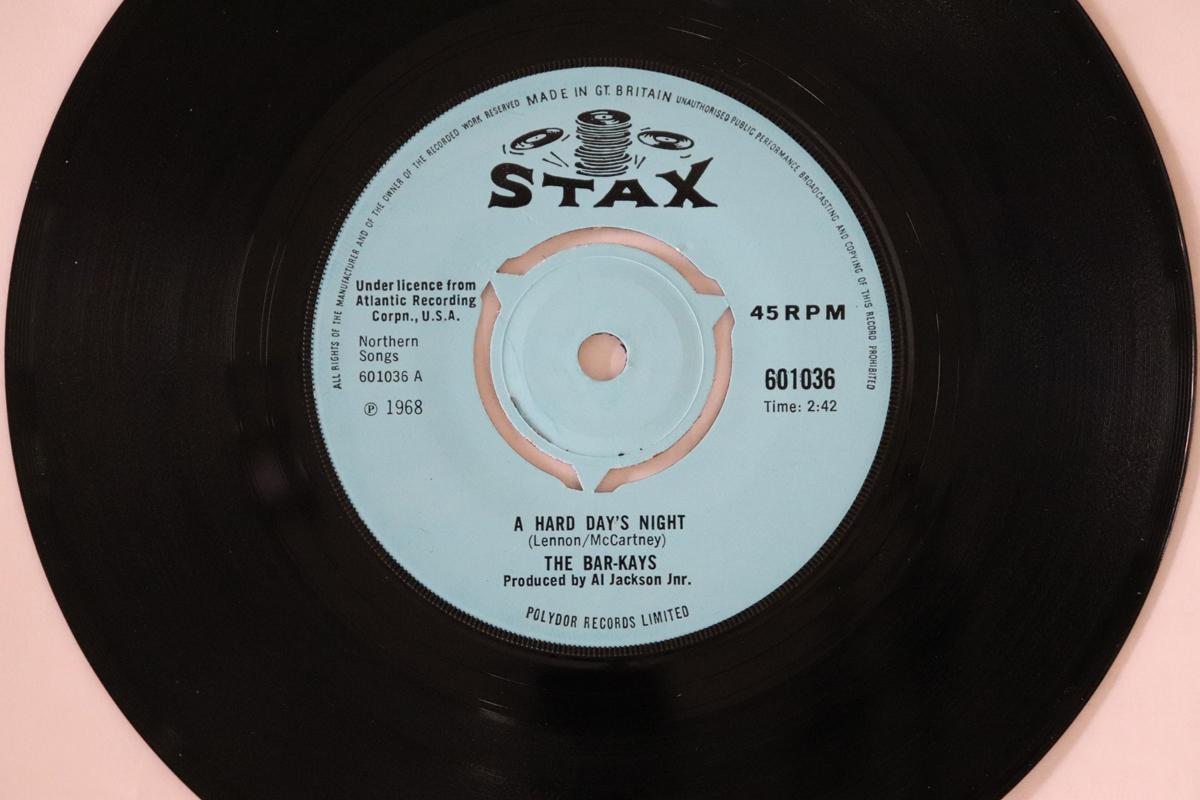 ALL RIGHTS OF THE MANUFACTURER AND OF THE OWNER OF THE RECORDED WORK RESERVED MADE IN GT. BRITAIN UNAUTHORISED PUBLIC PERFORMANCE BROADCASTING AND COPYING OF THIS RECORD PROHIBITED
STAX
Under licence from
Atlantic Recording
Corpn., U.S.A.
Northern
Songs
601036 A
℗ 1968
45 RPM
601036
Time: 2:42
A HARD DAY'S NIGHT
(Lennon/McCartney)
THE BAR-KAYS
Produced by Al Jackson Jnr.
POLYDOR RECORDS LIMITED